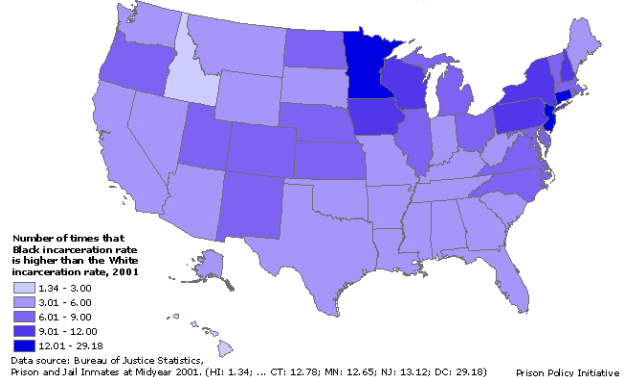 Number of times that
Black incarceration rate
is higher than the White
incarceration rate, 2001
1.34 - 3.00
3.01 - 6.00
6.01 - 9.00
9.01 - 12.00
12.01 - 29.18
Data source: Bureau of Justice Statistics,
Prison and Jail Inmates at Midyear 2001. (HI: 1.34; ... CT: 12.78; MN: 12.65; NJ: 13.12; DC: 29.18)
Prison Policy Initiative